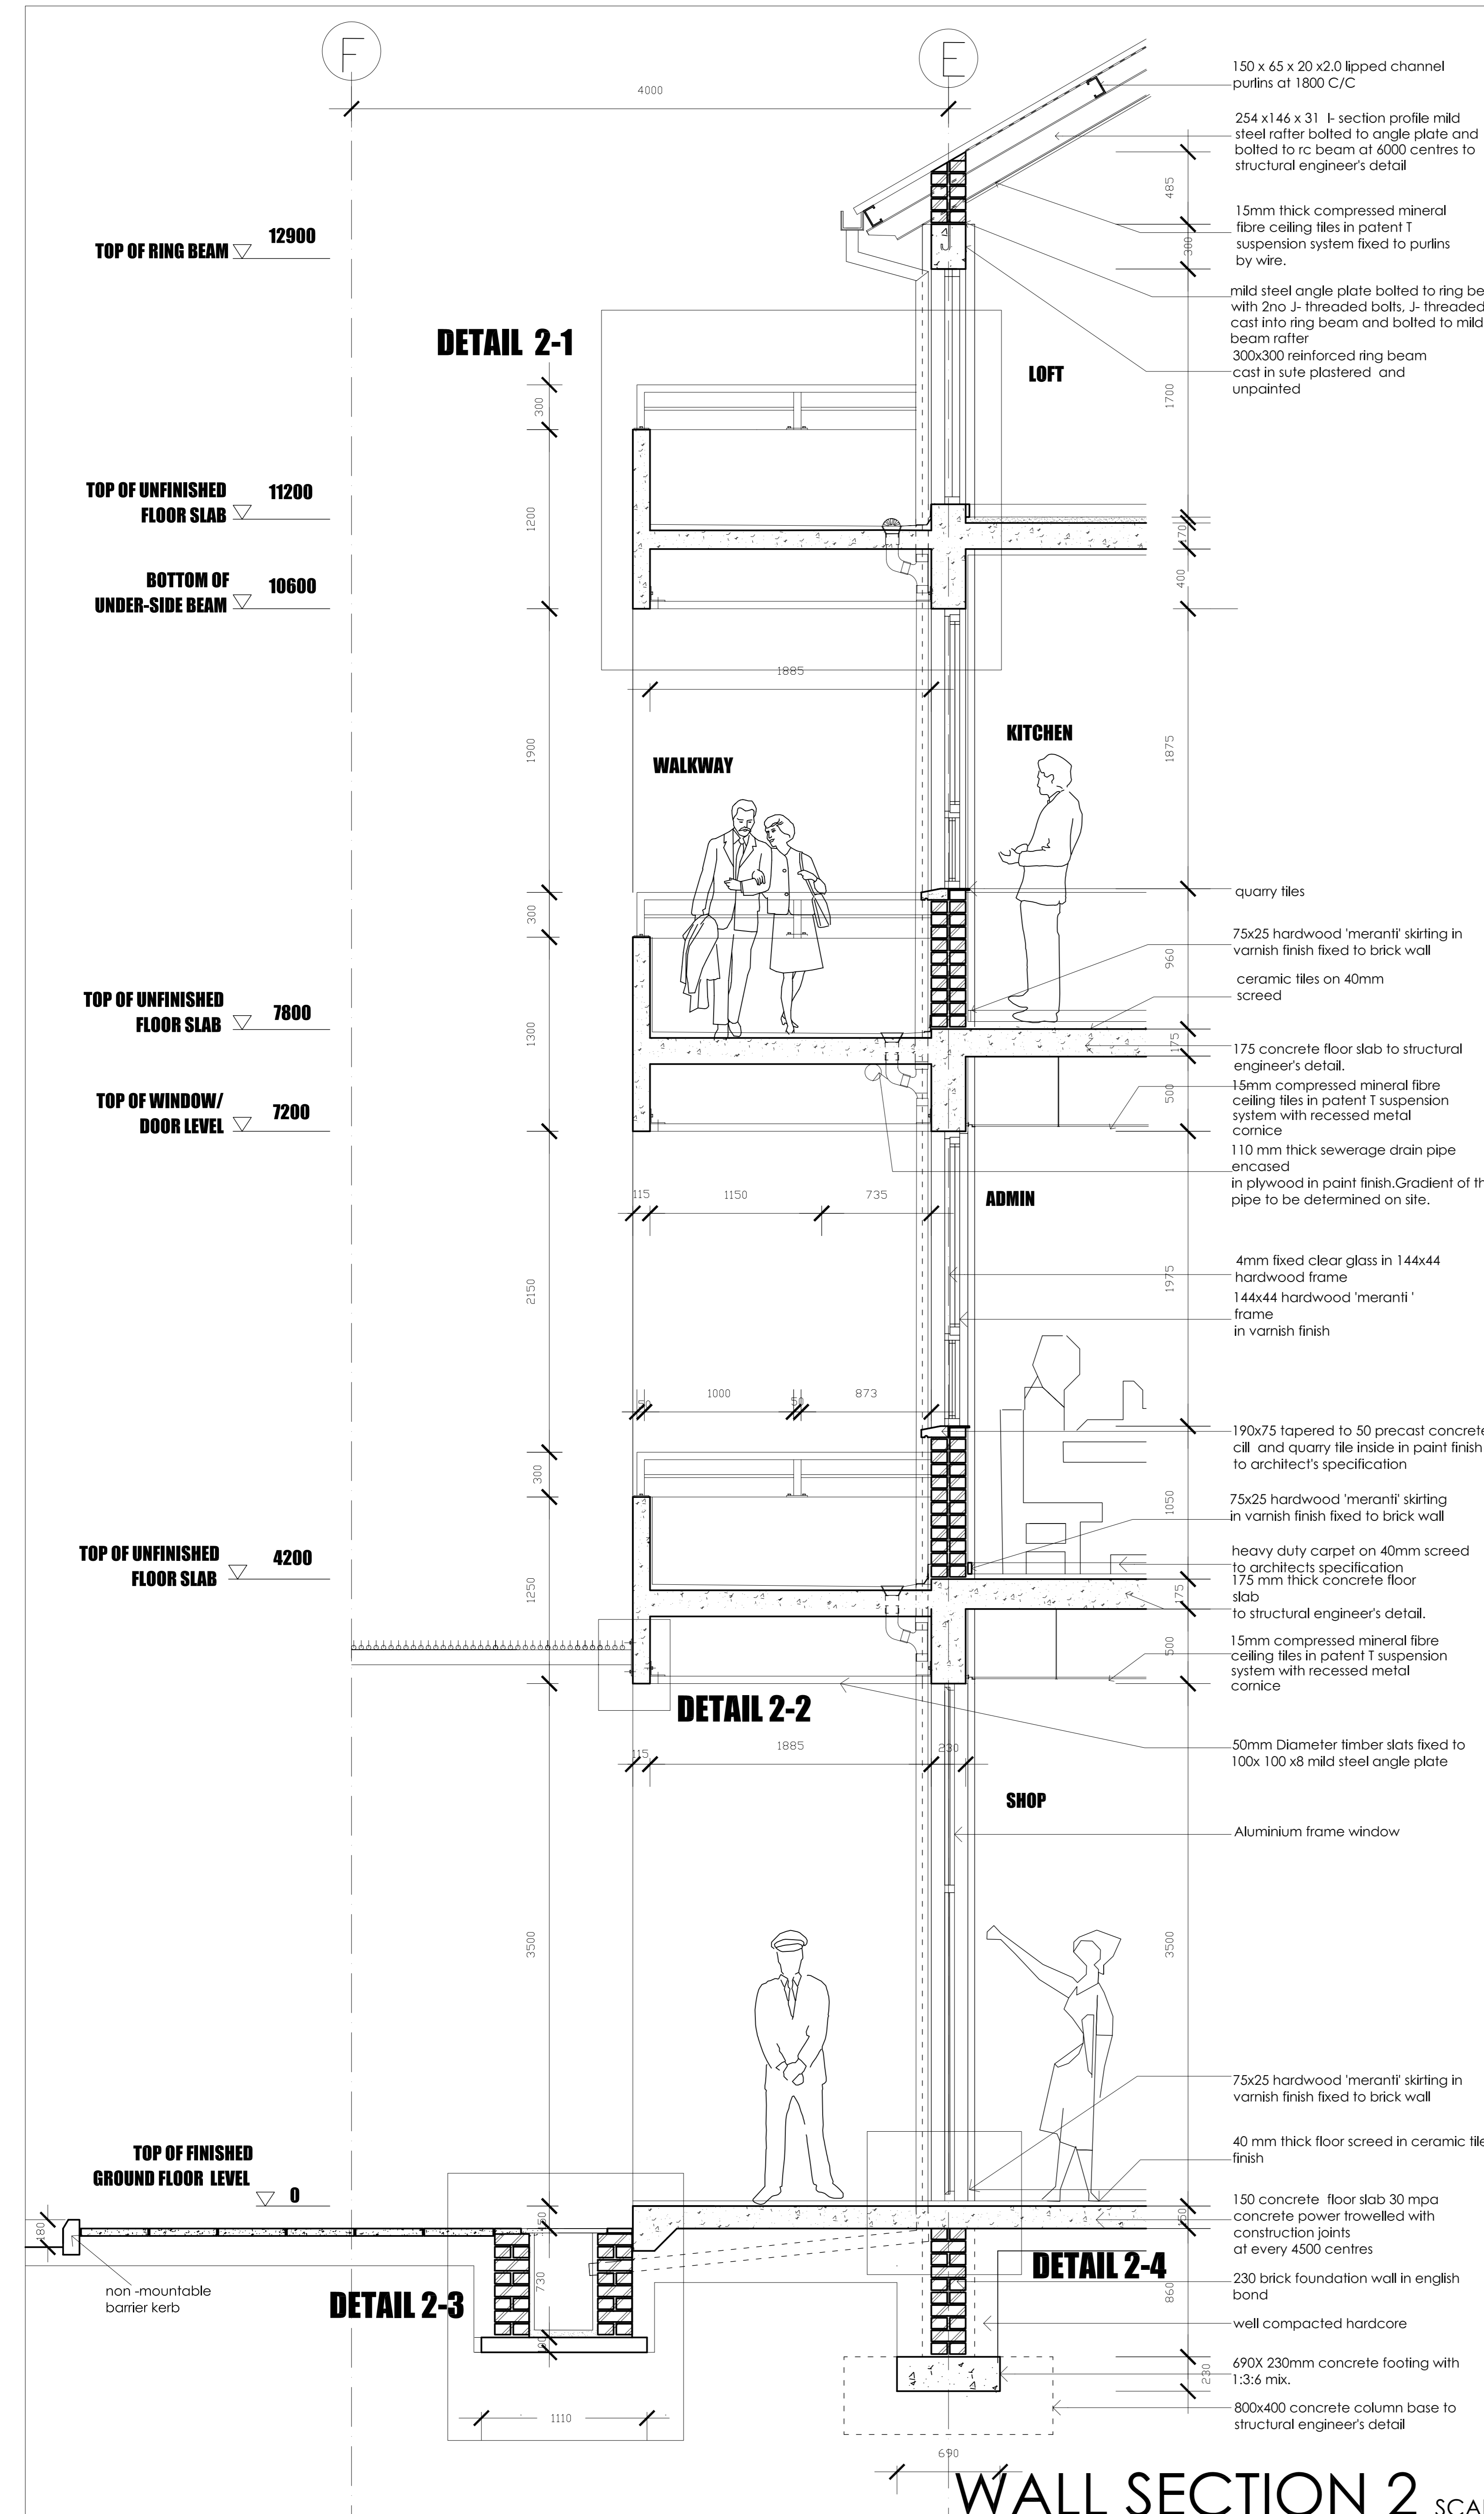 F
E
4000
150 x 65 x 20 x2.0 lipped channel
purlins at 1800 C/C
254 x146 x 31 I- section profile mild
steel rafter bolted to angle plate and
bolted to rc beam at 6000 centres to
structural engineer's detail
485
15mm thick compressed mineral
fibre ceiling tiles in patent T
suspension system fixed to purlins
by wire.
300
TOP OF RING BEAM
12900
mild steel angle plate bolted to ring be
with 2no J- threaded bolts, J- threaded
cast into ring beam and bolted to mild
beam rafter
300x300 reinforced ring beam
cast in sute plastered and
unpainted
DETAIL 2-1
LOFT
300
1700
TOP OF UNFINISHED
FLOOR SLAB
11200
1200
170
BOTTOM OF
UNDER-SIDE BEAM
10600
400
1885
KITCHEN
WALKWAY
1900
1875
quarry tiles
300
75x25 hardwood 'meranti' skirting in
varnish finish fixed to brick wall
960
ceramic tiles on 40mm
screed
TOP OF UNFINISHED
FLOOR SLAB
7800
1300
175
175 concrete floor slab to structural
engineer's detail.
TOP OF WINDOW/
DOOR LEVEL
7200
500
15mm compressed mineral fibre
ceiling tiles in patent T suspension
system with recessed metal
cornice
110 mm thick sewerage drain pipe
encased
in plywood in paint finish.Gradient of th
pipe to be determined on site.
115
1150
735
ADMIN
2150
1975
4mm fixed clear glass in 144x44
hardwood frame
144x44 hardwood 'meranti '
frame
in varnish finish
50
1000
50
873
190x75 tapered to 50 precast concrete
cill and quarry tile inside in paint finish
to architect's specification
300
1050
75x25 hardwood 'meranti' skirting
in varnish finish fixed to brick wall
TOP OF UNFINISHED
FLOOR SLAB
4200
1250
heavy duty carpet on 40mm screed
to architects specification
175
175 mm thick concrete floor
slab
to structural engineer's detail.
500
15mm compressed mineral fibre
ceiling tiles in patent T suspension
system with recessed metal
cornice
DETAIL 2-2
115
1885
230
50mm Diameter timber slats fixed to
100x 100 x8 mild steel angle plate
SHOP
Aluminium frame window
3500
3500
75x25 hardwood 'meranti' skirting in
varnish finish fixed to brick wall
TOP OF FINISHED
GROUND FLOOR LEVEL
0
40 mm thick floor screed in ceramic tile
finish
180
150
150 concrete floor slab 30 mpa
concrete power trowelled with
construction joints
at every 4500 centres
non -mountable
barrier kerb
DETAIL 2-3
730
DETAIL 2-4
860
230 brick foundation wall in english
bond
well compacted hardcore
230
690X 230mm concrete footing with
1:3:6 mix.
1110
800x400 concrete column base to
structural engineer's detail
690
WALL SECTION 2